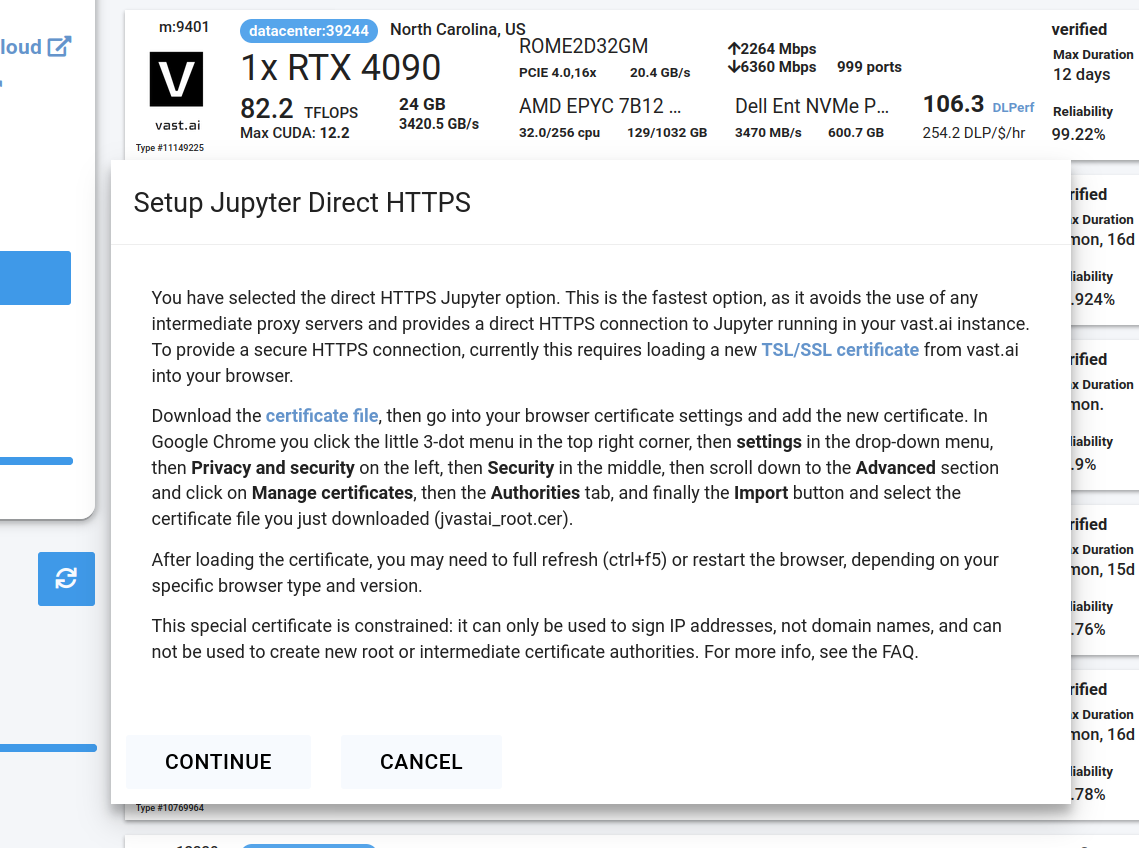 loud
m:9401
datacenter:39244
North Carolina, US
verified
ROME2D32GM
2264 Mbps
Max Duration
1x RTX 4090
PCIE 4.0,16x 20.4 GB/s
6360 Mbps 999 ports
12 days
V
vast.ai
82.2 TFLOPS
24 GB
AMD EPYC 7B12 ...
Dell Ent NVMe P...
106.3 DLPerf
Reliability
Max CUDA: 12.2
3420.5 GB/s
32.0/256 cpu 129/1032 GB
3470 MB/s 600.7 GB
254.2 DLP/$/hr
99.22%
Type #11149225
Setup Jupyter Direct HTTPS
You have selected the direct HTTPS Jupyter option. This is the fastest option, as it avoids the use of any
intermediate proxy servers and provides a direct HTTPS connection to Jupyter running in your vast.ai instance.
To provide a secure HTTPS connection, currently this requires loading a new TSL/SSL certificate from vast.ai
into your browser.
Download the certificate file, then go into your browser certificate settings and add the new certificate. In
Google Chrome you click the little 3-dot menu in the top right corner, then settings in the drop-down menu,
then Privacy and security on the left, then Security in the middle, then scroll down to the Advanced section
and click on Manage certificates, then the Authorities tab, and finally the Import button and select the
certificate file you just downloaded (jvastai_root.cer).
After loading the certificate, you may need to full refresh (ctrl+f5) or restart the browser, depending on your
specific browser type and version.
This special certificate is constrained: it can only be used to sign IP addresses, not domain names, and can
not be used to create new root or intermediate certificate authorities. For more info, see the FAQ.
CONTINUE
CANCEL
rified
x Duration
mon, 16d
liability
.924%
rified
x Duration
mon.
liability
.9%
rified
x Duration
mon, 15d
liability
.76%
rified
x Duration
mon, 16d
liability
.78%
Type #10769964